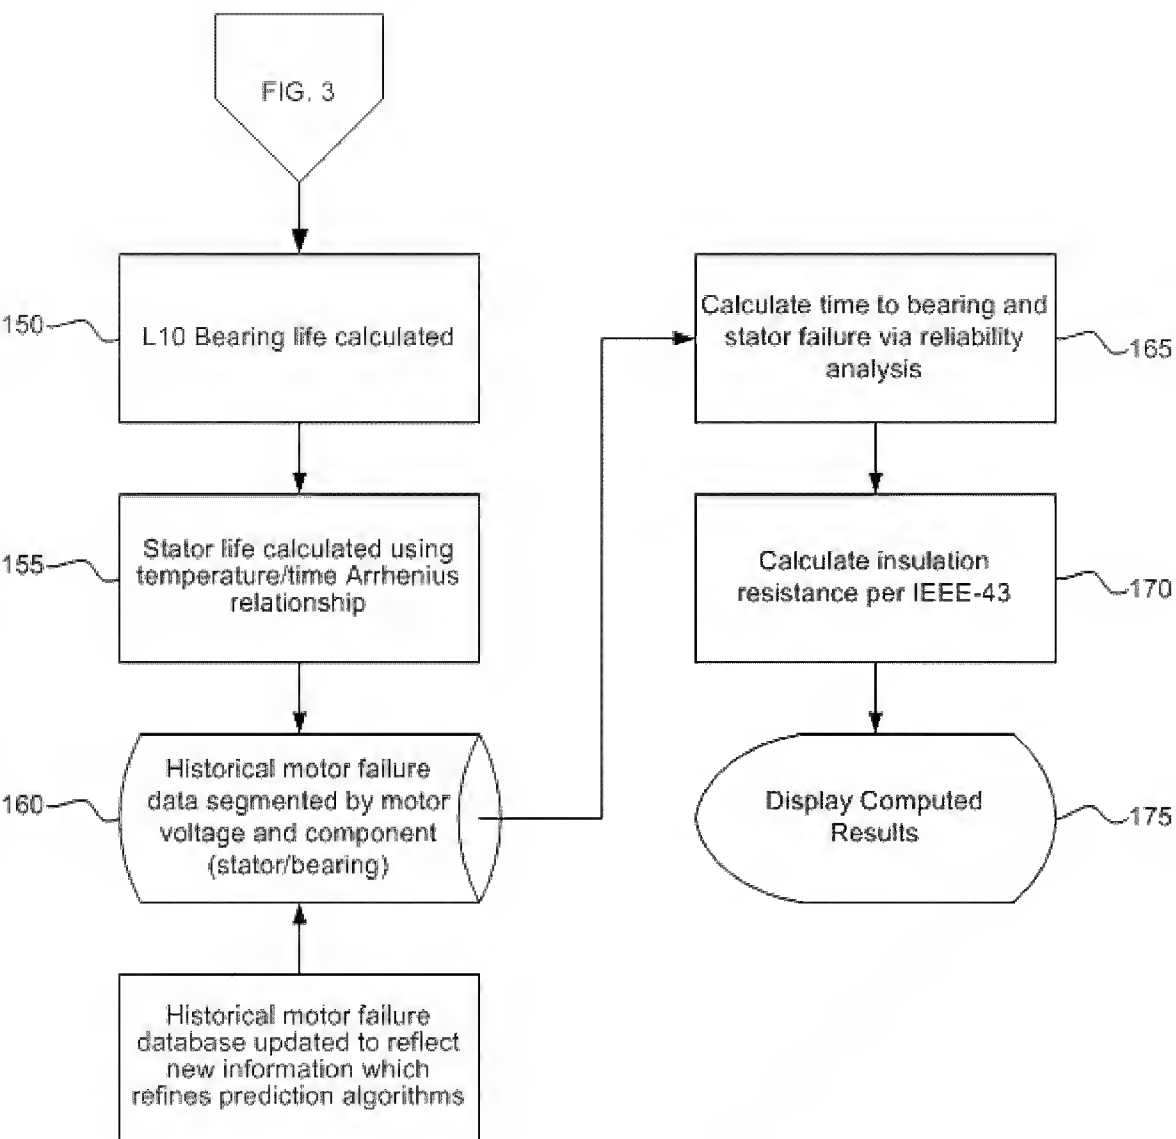 FIG. 3
150
L10 Bearing life calculated
155
Stator life calculated using
temperature/time Arrhenius
relationship
160
Historical motor failure
data segmented by motor
voltage and component
(stator/bearing)
Historical motor failure
database updated to reflect
new information which
refines prediction algorithms
Calculate time to bearing and
stator failure via reliability
analysis
165
Calculate insulation
resistance per IEEE-43
170
Display Computed
Results
175